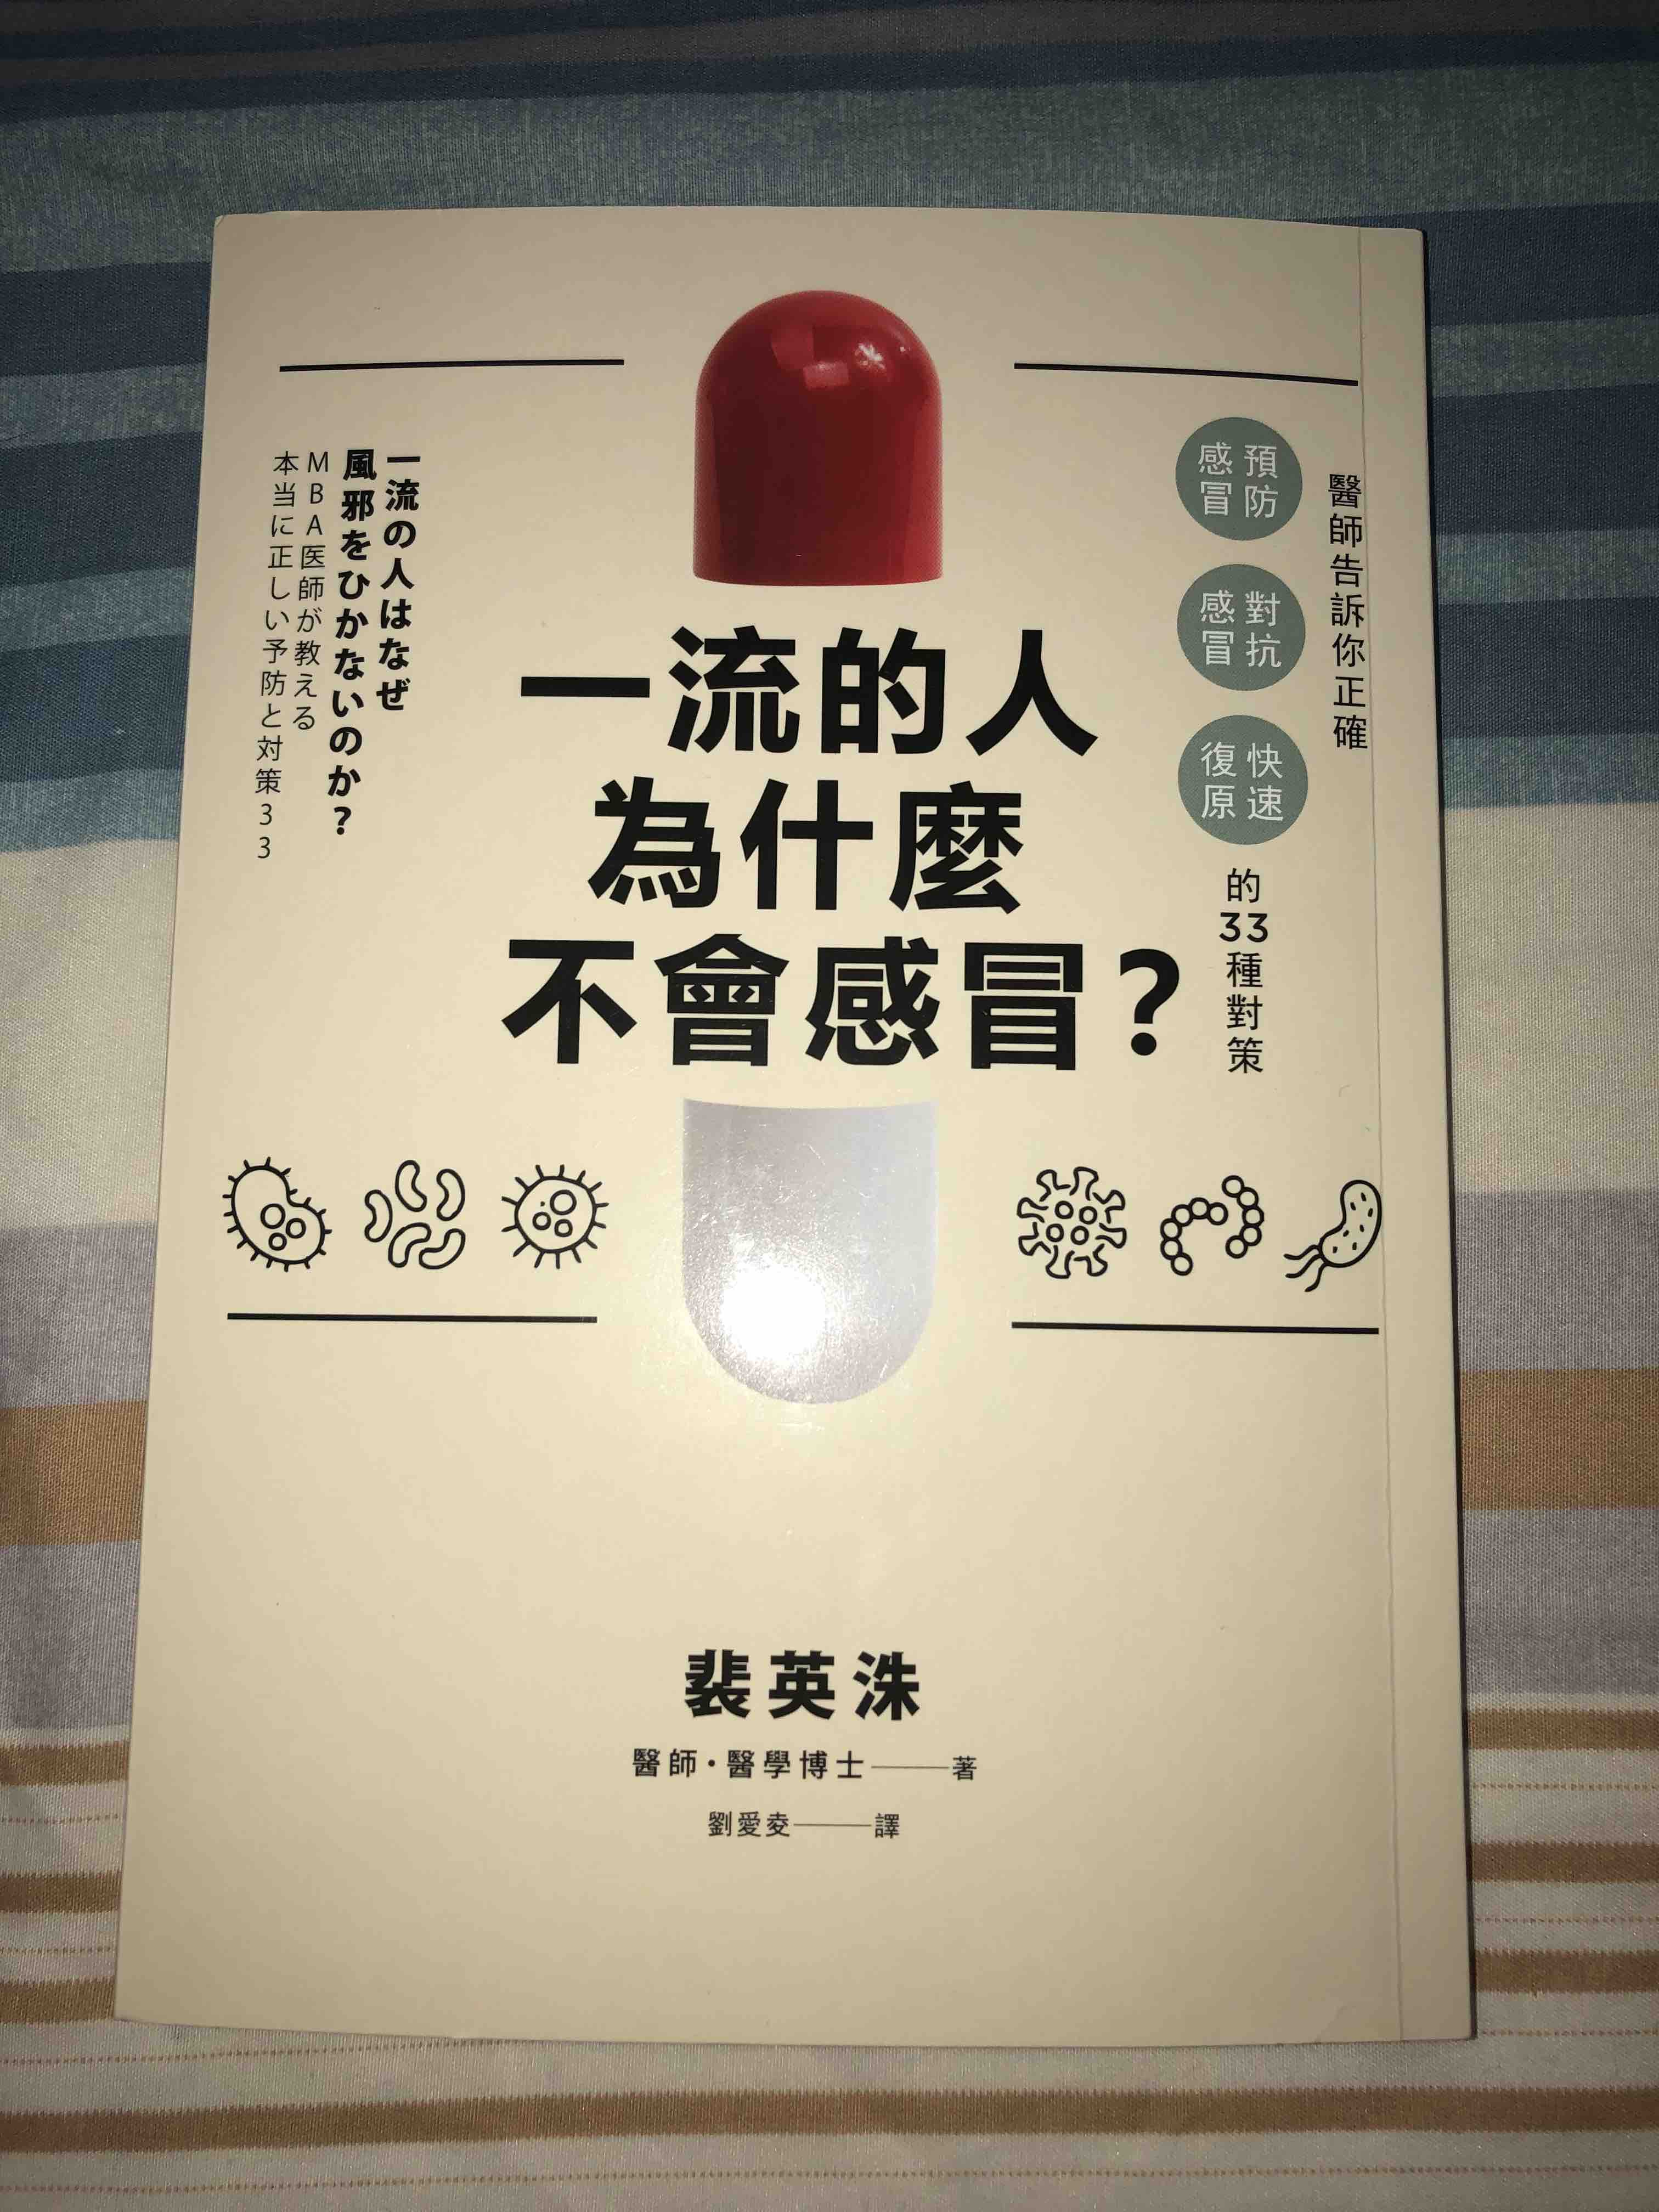 醫師告訴你正確
預防
感冒
對抗
感冒
快速
復原
的33種對策
一流的人
為什麼
不會感冒？
一流の人はなぜ
風邪をひかないのか？
MBA医師が教える
本当に正しい予防と対策33
裴英洙
醫師・醫學博士——著
劉愛夌——譯